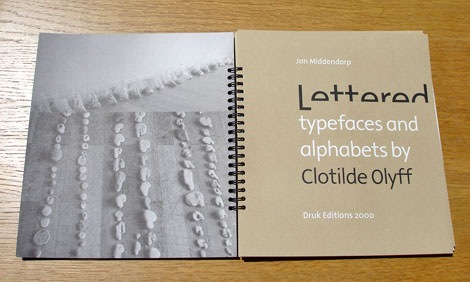 Jan Middendorp
Lettered
typefaces and
alphabets by
Clotilde Olyff
Druk Editions 2000